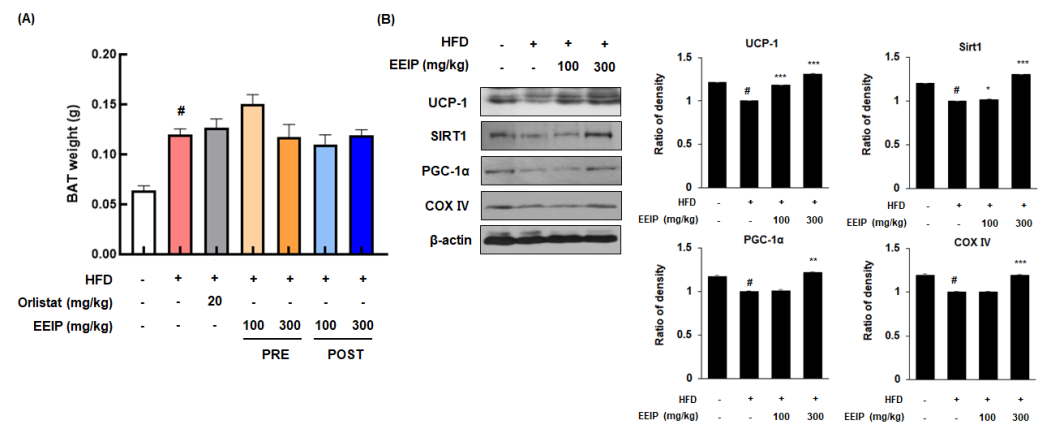 (A)
BAT weight (g)
0.20
0.15
0.10
0.05
0.00
#
HFD - + + + + + +
Orlistat (mg/kg) - - 20 - - - -
EEIP (mg/kg) - - - 100 300 100 300
PRE POST
(B)
HFD - + + +
EEIP (mg/kg) - - 100 300
UCP-1
SIRT1
PGC-1α
COX IV
β-actin
UCP-1
Ratio of density
1.5
1
0.5
0
# *** ***
HFD - + + +
EEIP (mg/kg) - - 100 300
Sirt1
Ratio of density
1.5
1
0.5
0
# * ***
HFD - + + +
EEIP (mg/kg) - - 100 300
PGC-1α
Ratio of density
1.5
1
0.5
0
# **
HFD - + + +
EEIP (mg/kg) - - 100 300
COX IV
Ratio of density
1.5
1
0.5
0
# ***
HFD - + + +
EEIP (mg/kg) - - 100 300